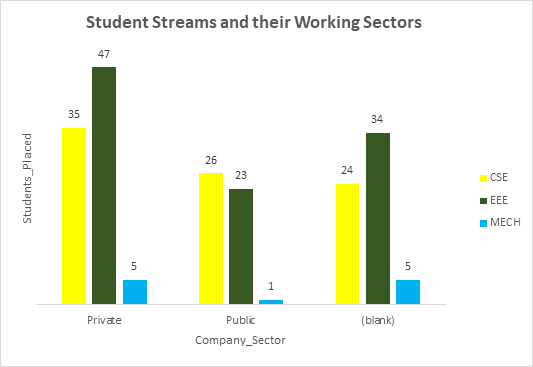 Student Streams and their Working Sectors
47
35
34
26
24
23
5
5
1
Students_Placed
Private
Public
(blank)
Company_Sector
CSE
EEE
MECH